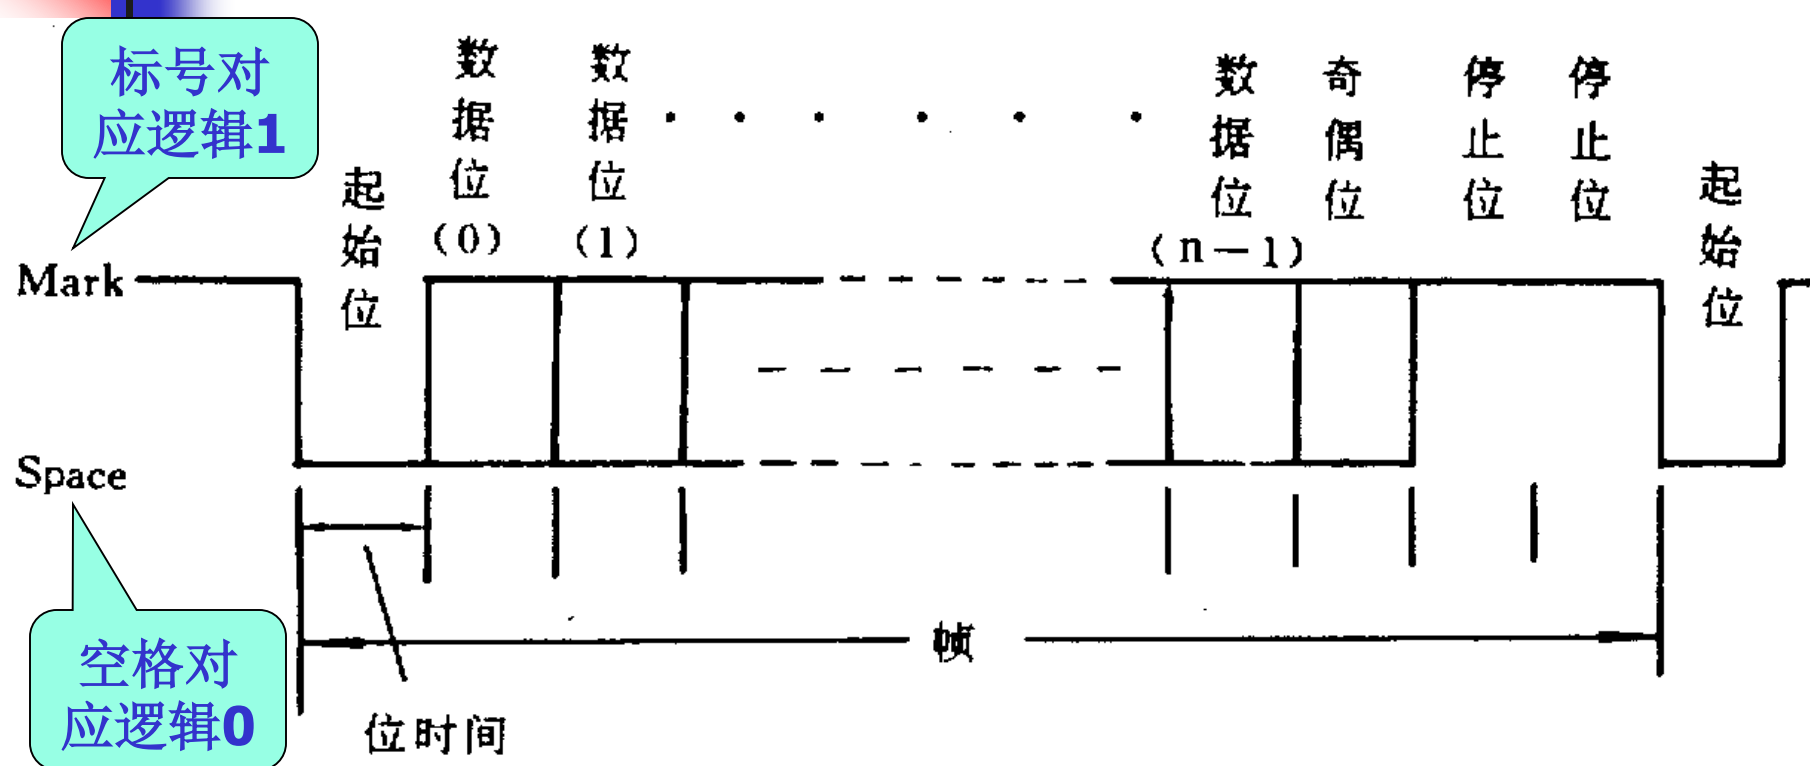 标号对
应逻辑1
数据位
(0)
数据位
(1)
数据位
(n-1)
奇偶位
停止位
停止位
起始位
起始位
Mark
Space
帧
空格对
应逻辑0
位时间